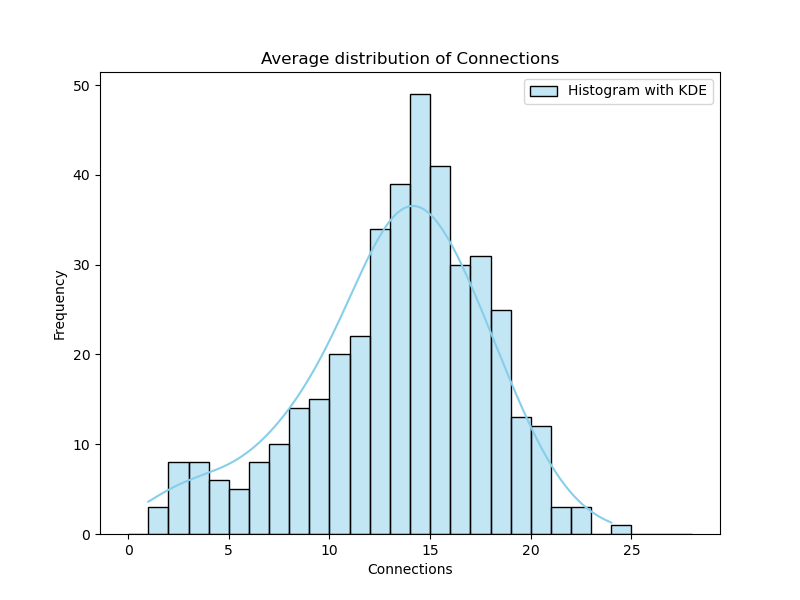 Average distribution of Connections
Histogram with KDE
50
40
30
20
10
0
Frequency
0 5 10 15 20 25
Connections